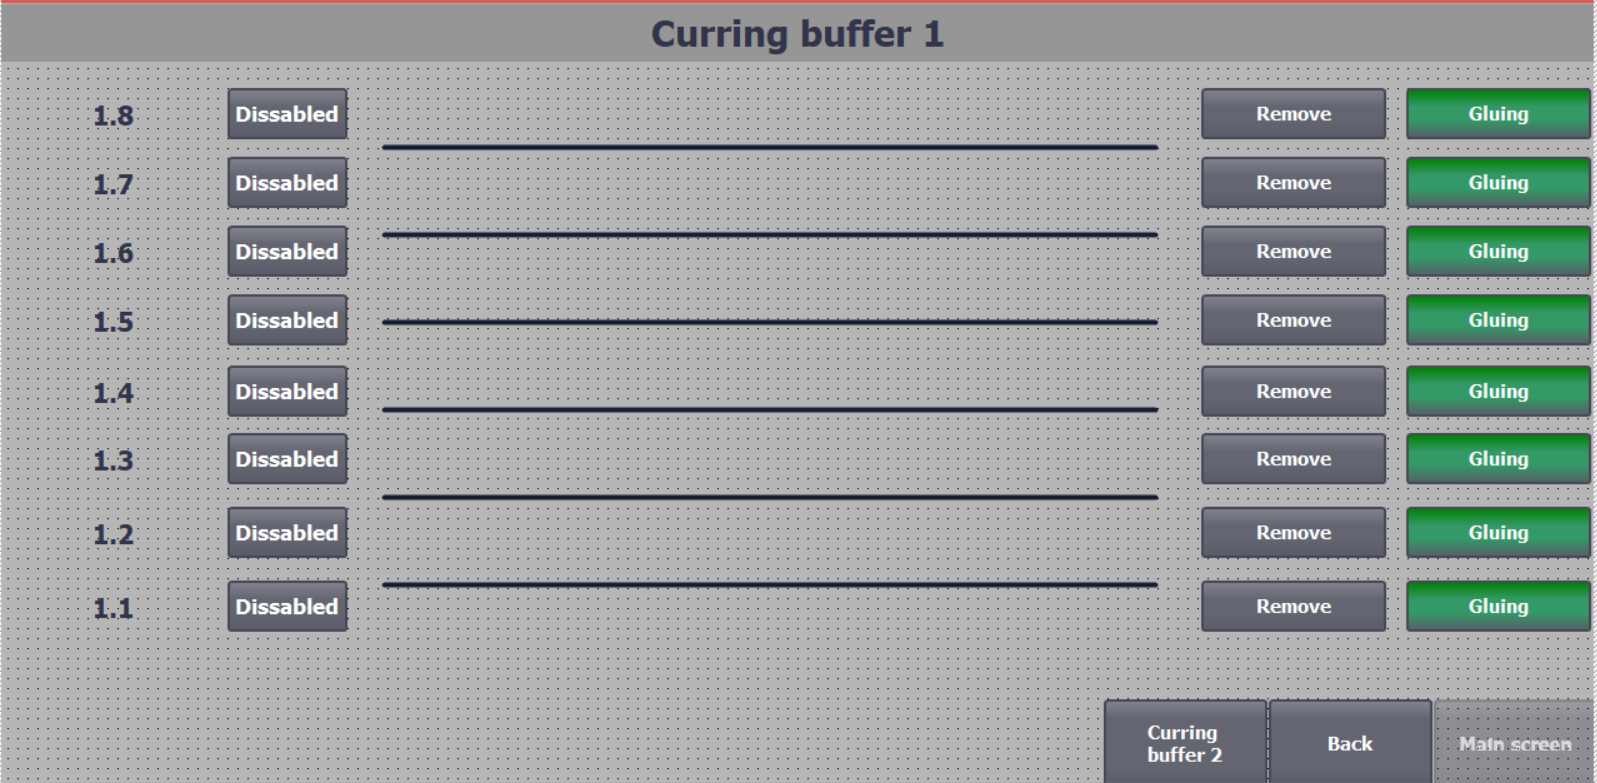 Curring buffer 1
1.8 Dissabled Remove Gluing
1.7 Dissabled Remove Gluing
1.6 Dissabled Remove Gluing
1.5 Dissabled Remove Gluing
1.4 Dissabled Remove Gluing
1.3 Dissabled Remove Gluing
1.2 Dissabled Remove Gluing
1.1 Dissabled Remove Gluing
Curring
buffer 2
Back
Main screen